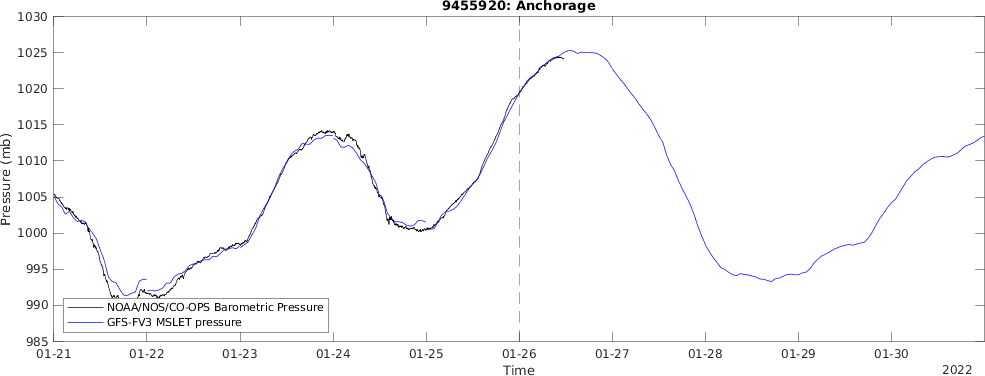 9455920: Anchorage
1030
1025
1020
1015
1010
1005
1000
995
990
985
Pressure (mb)
NOAA/NOS/CO-OPS Barometric Pressure
GFS-FV3 MSLET pressure
01-21 01-22 01-23 01-24 01-25 01-26 01-27 01-28 01-29 01-30
Time
2022